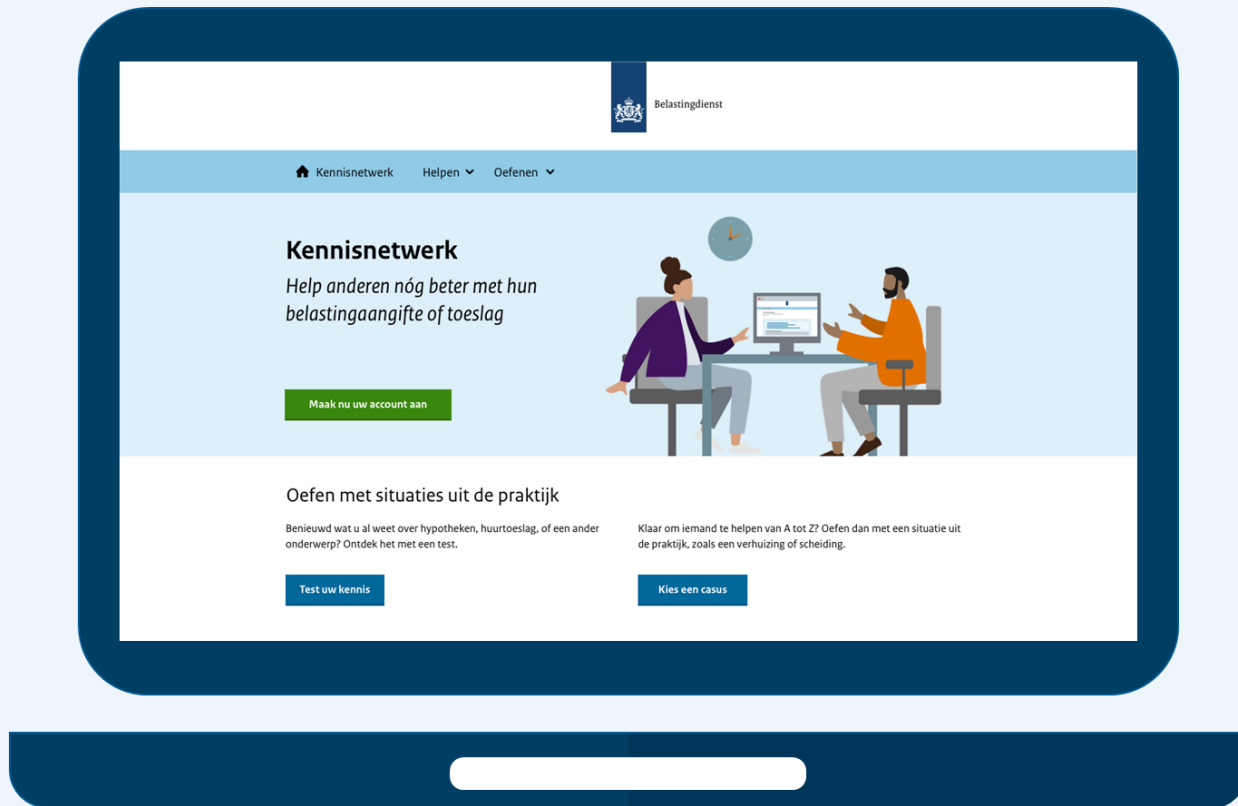 Belastingdienst
Kennisnetwerk Helpen Oefenen
Kennisnetwerk
Help anderen nóg beter met hun
belastingaangifte of toeslag
Maak nu uw account aan
Oefen met situaties uit de praktijk
Benieuwd wat u al weet over hypotheken, huurtoeslag, of een ander
onderwerp? Ontdek het met een test.
Test uw kennis
Klaar om iemand te helpen van A tot Z? Oefen dan met een situatie uit
de praktijk, zoals een verhuizing of scheiding.
Kies een casus